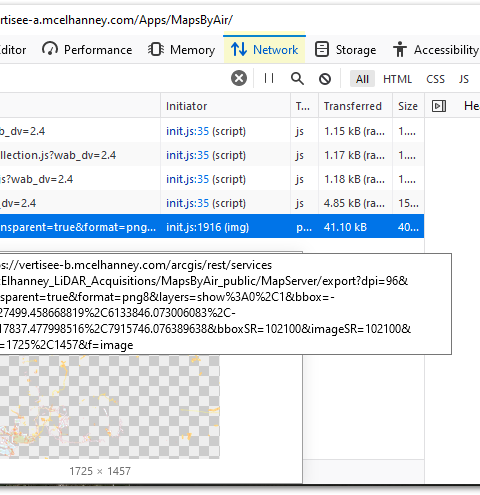 vertisee-a.mcelhanney.com/Apps/MapsByAir/
Editor Performance Memory Network Storage Accessibility
All HTML CSS JS
Initiator T... Transferred Size He
b_dv=2.4 init.js:35 (script) js 1.15 kB (ra... 1....
llection.js?wab_dv=2.4 init.js:35 (script) js 1.17 kB (ra... 1....
js?wab_dv=2.4 init.js:35 (script) js 1.18 kB (ra... 1....
_dv=2.4 init.js:35 (script) js 4.85 kB (ra... 15...
nsparent=true&format=png... init.js:1916 (img) p... 41.10 kB 40...
s://vertisee-b.mcelhanney.com/arcgis/rest/services
Elhanney_LiDAR_Acquisitions/MapsByAir_public/MapServer/export?dpi=96&
sparent=true&format=png8&layers=show%3A0%2C1&bbox=-
27499.458668819%2C6133846.073006083%2C-
17837.477998516%2C7915746.076389638&bboxSR=102100&imageSR=102100&
=1725%2C1457&f=image
1725 × 1457